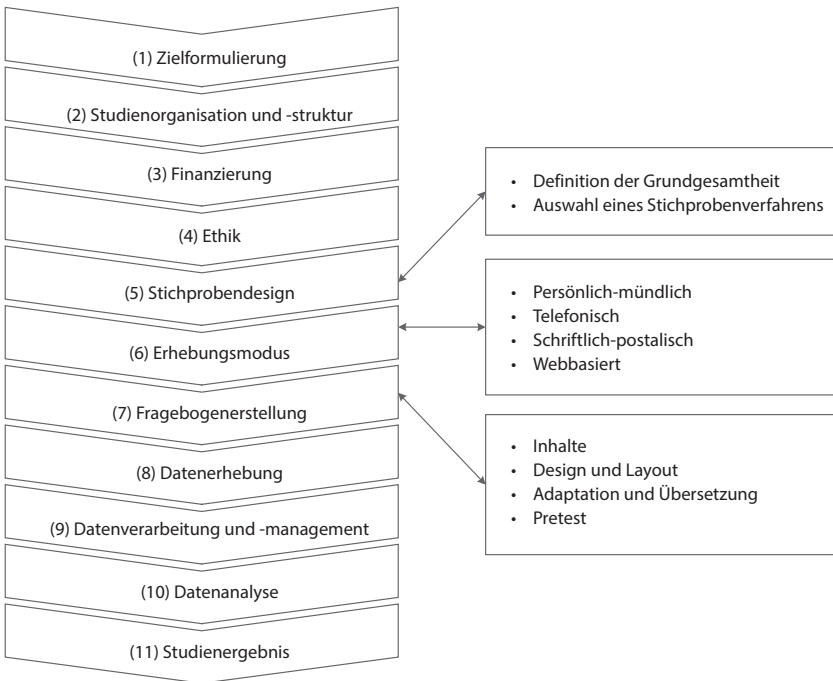 (1) Zielformulierung
(2) Studienorganisation und -struktur
(3) Finanzierung
(4) Ethik
(5) Stichprobendesign
(6) Erhebungsmodus
(7) Fragebogenerstellung
(8) Datenerhebung
(9) Datenverarbeitung und -management
(10) Datenanalyse
(11) Studienergebnis
• Definition der Grundgesamtheit
• Auswahl eines Stichprobenverfahrens
• Persönlich-mündlich
• Telefonisch
• Schriftlich-postalisch
• Webbasiert
• Inhalte
• Design und Layout
• Adaptation und Übersetzung
• Pretest